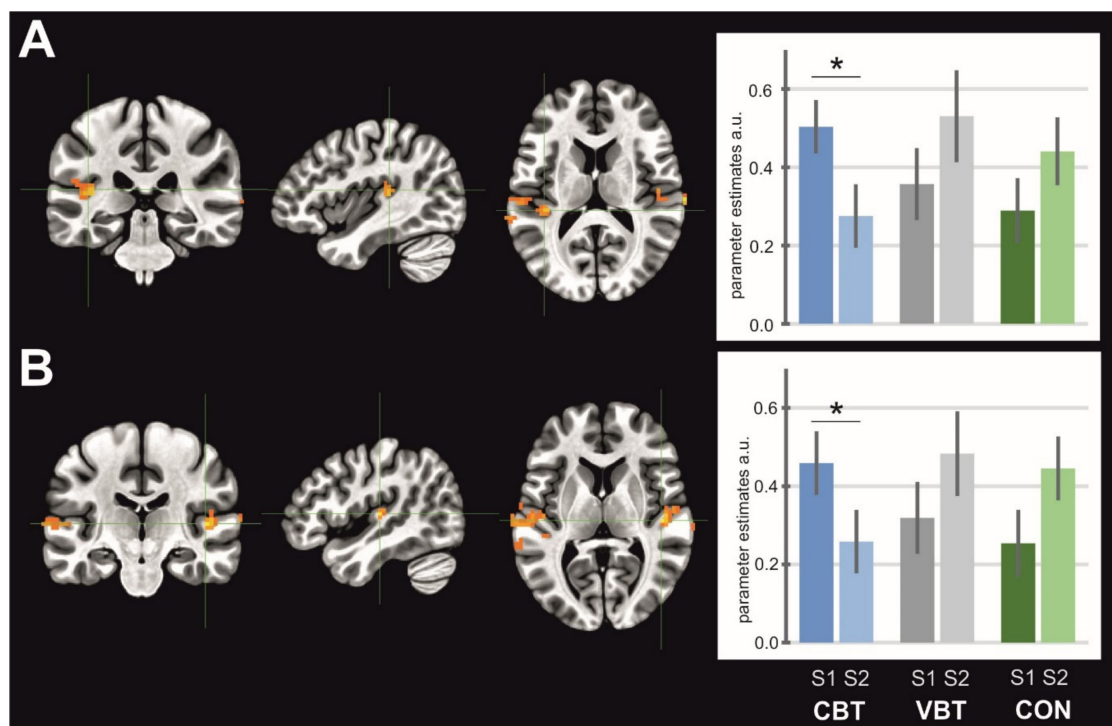 A
*
0.6
0.4
0.2
0.0
parameter estimates a.u.
B
*
0.6
0.4
0.2
0.0
parameter estimates a.u.
S1 S2
CBT
VBT
S1 S2
CON
S1 S2